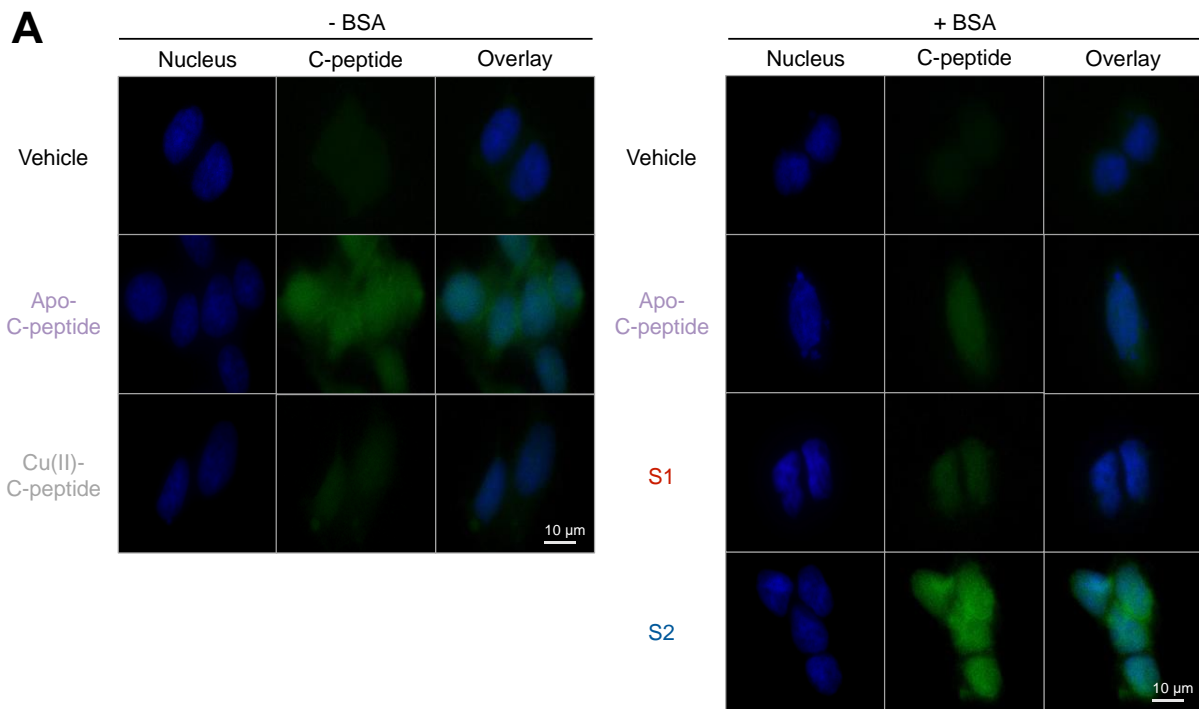 A
- BSA
Nucleus C-peptide Overlay
Vehicle
Apo-
C-peptide
Cu(II)-
C-peptide
10 µm
+ BSA
Nucleus C-peptide Overlay
Vehicle
Apo-
C-peptide
S1
S2
10 µm